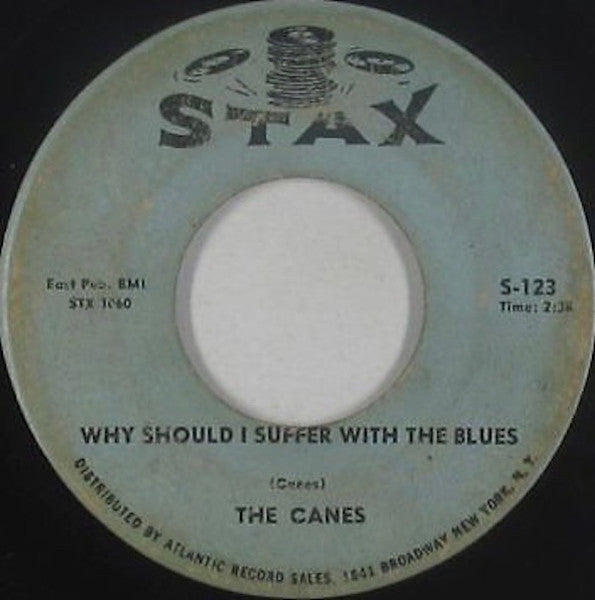 STAX
East Pub. BMI
STX 1060
S-123
Time: 2:38
WHY SHOULD I SUFFER WITH THE BLUES
(Canes)
THE CANES
DISTRIBUTED BY ATLANTIC RECORD SALES, 1841 BROADWAY NEW YORK, N. Y.